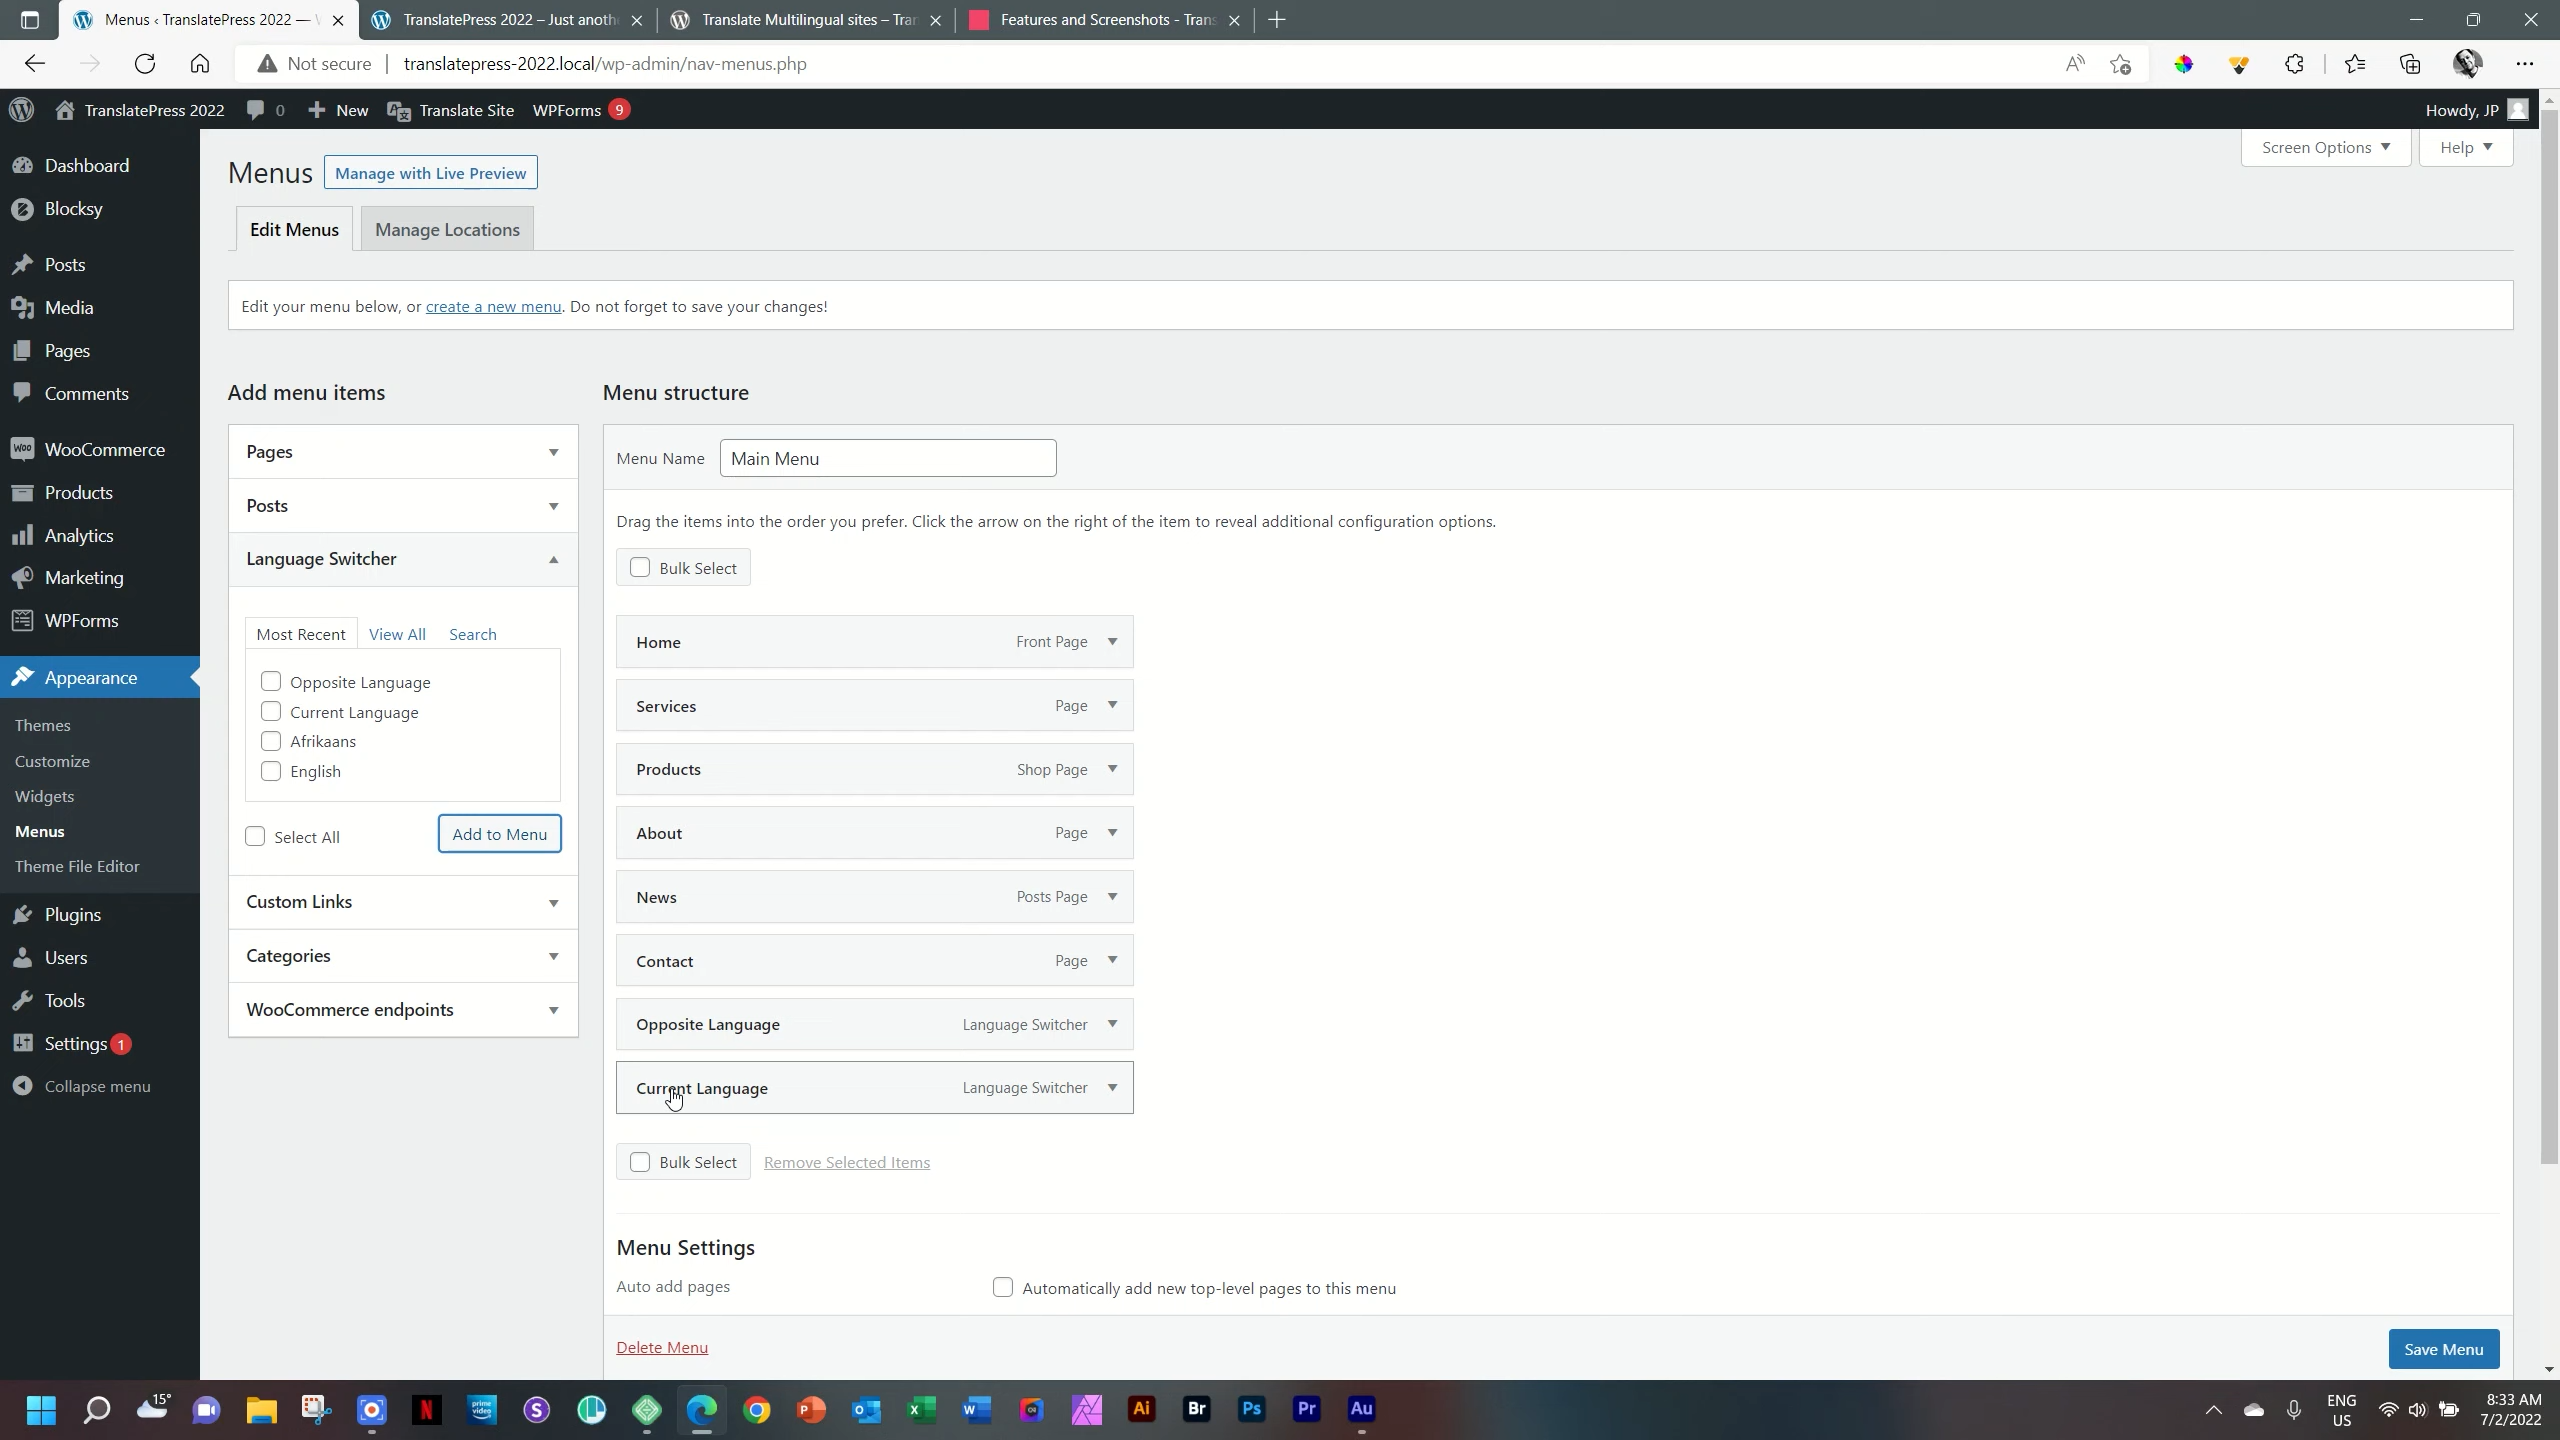 Menus ‹ TranslatePress 2022 —
TranslatePress 2022 – Just anoth
Translate Multilingual sites – Tran
Features and Screenshots - Trans
Not secure
translatepress-2022.local/wp-admin/nav-menus.php
TranslatePress 2022
0
New
Translate Site
WPForms 9
Howdy, JP
Dashboard
Blocksy
Posts
Media
Pages
Comments
WooCommerce
Products
Analytics
Marketing
WPForms
Appearance
Themes
Customize
Widgets
Menus
Theme File Editor
Plugins
Users
Tools
Settings 1
Collapse menu
Screen Options
Help
Menus
Manage with Live Preview
Edit Menus
Manage Locations
Edit your menu below, or create a new menu. Do not forget to save your changes!
Add menu items
Pages
Posts
Language Switcher
Most Recent
View All
Search
Opposite Language
Current Language
Afrikaans
English
Select All
Add to Menu
Custom Links
Categories
WooCommerce endpoints
Menu structure
Menu Name
Main Menu
Drag the items into the order you prefer. Click the arrow on the right of the item to reveal additional configuration options.
Bulk Select
Home
Front Page
Services
Page
Products
Shop Page
About
Page
News
Posts Page
Contact
Page
Opposite Language
Language Switcher
Current Language
Language Switcher
Bulk Select
Remove Selected Items
Menu Settings
Auto add pages
Automatically add new top-level pages to this menu
Delete Menu
Save Menu
15°
ENG
US
8:33 AM
7/2/2022